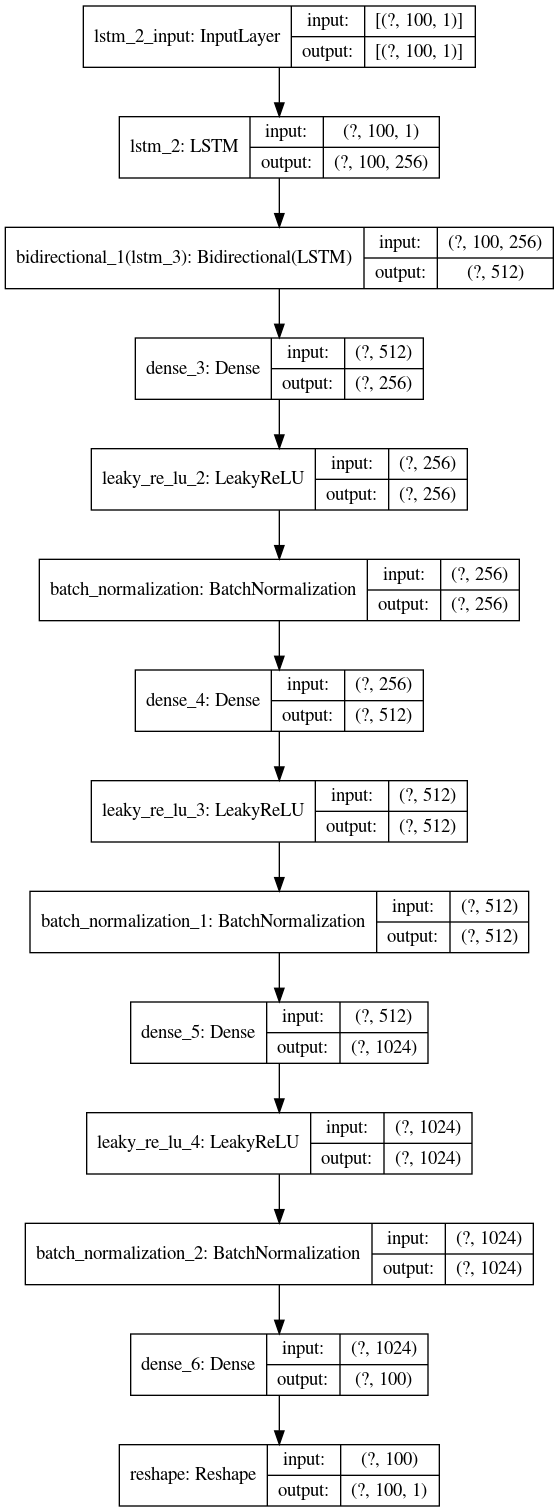 lstm_2_input: InputLayer
input:
[(?, 100, 1)]
output:
[(?, 100, 1)]
lstm_2: LSTM
input:
(?, 100, 1)
output:
(?, 100, 256)
bidirectional_1(lstm_3): Bidirectional(LSTM)
input:
(?, 100, 256)
output:
(?, 512)
dense_3: Dense
input:
(?, 512)
output:
(?, 256)
leaky_re_lu_2: LeakyReLU
input:
(?, 256)
output:
(?, 256)
batch_normalization: BatchNormalization
input:
(?, 256)
output:
(?, 256)
dense_4: Dense
input:
(?, 256)
output:
(?, 512)
leaky_re_lu_3: LeakyReLU
input:
(?, 512)
output:
(?, 512)
batch_normalization_1: BatchNormalization
input:
(?, 512)
output:
(?, 512)
dense_5: Dense
input:
(?, 512)
output:
(?, 1024)
leaky_re_lu_4: LeakyReLU
input:
(?, 1024)
output:
(?, 1024)
batch_normalization_2: BatchNormalization
input:
(?, 1024)
output:
(?, 1024)
dense_6: Dense
input:
(?, 1024)
output:
(?, 100)
reshape: Reshape
input:
(?, 100)
output:
(?, 100, 1)